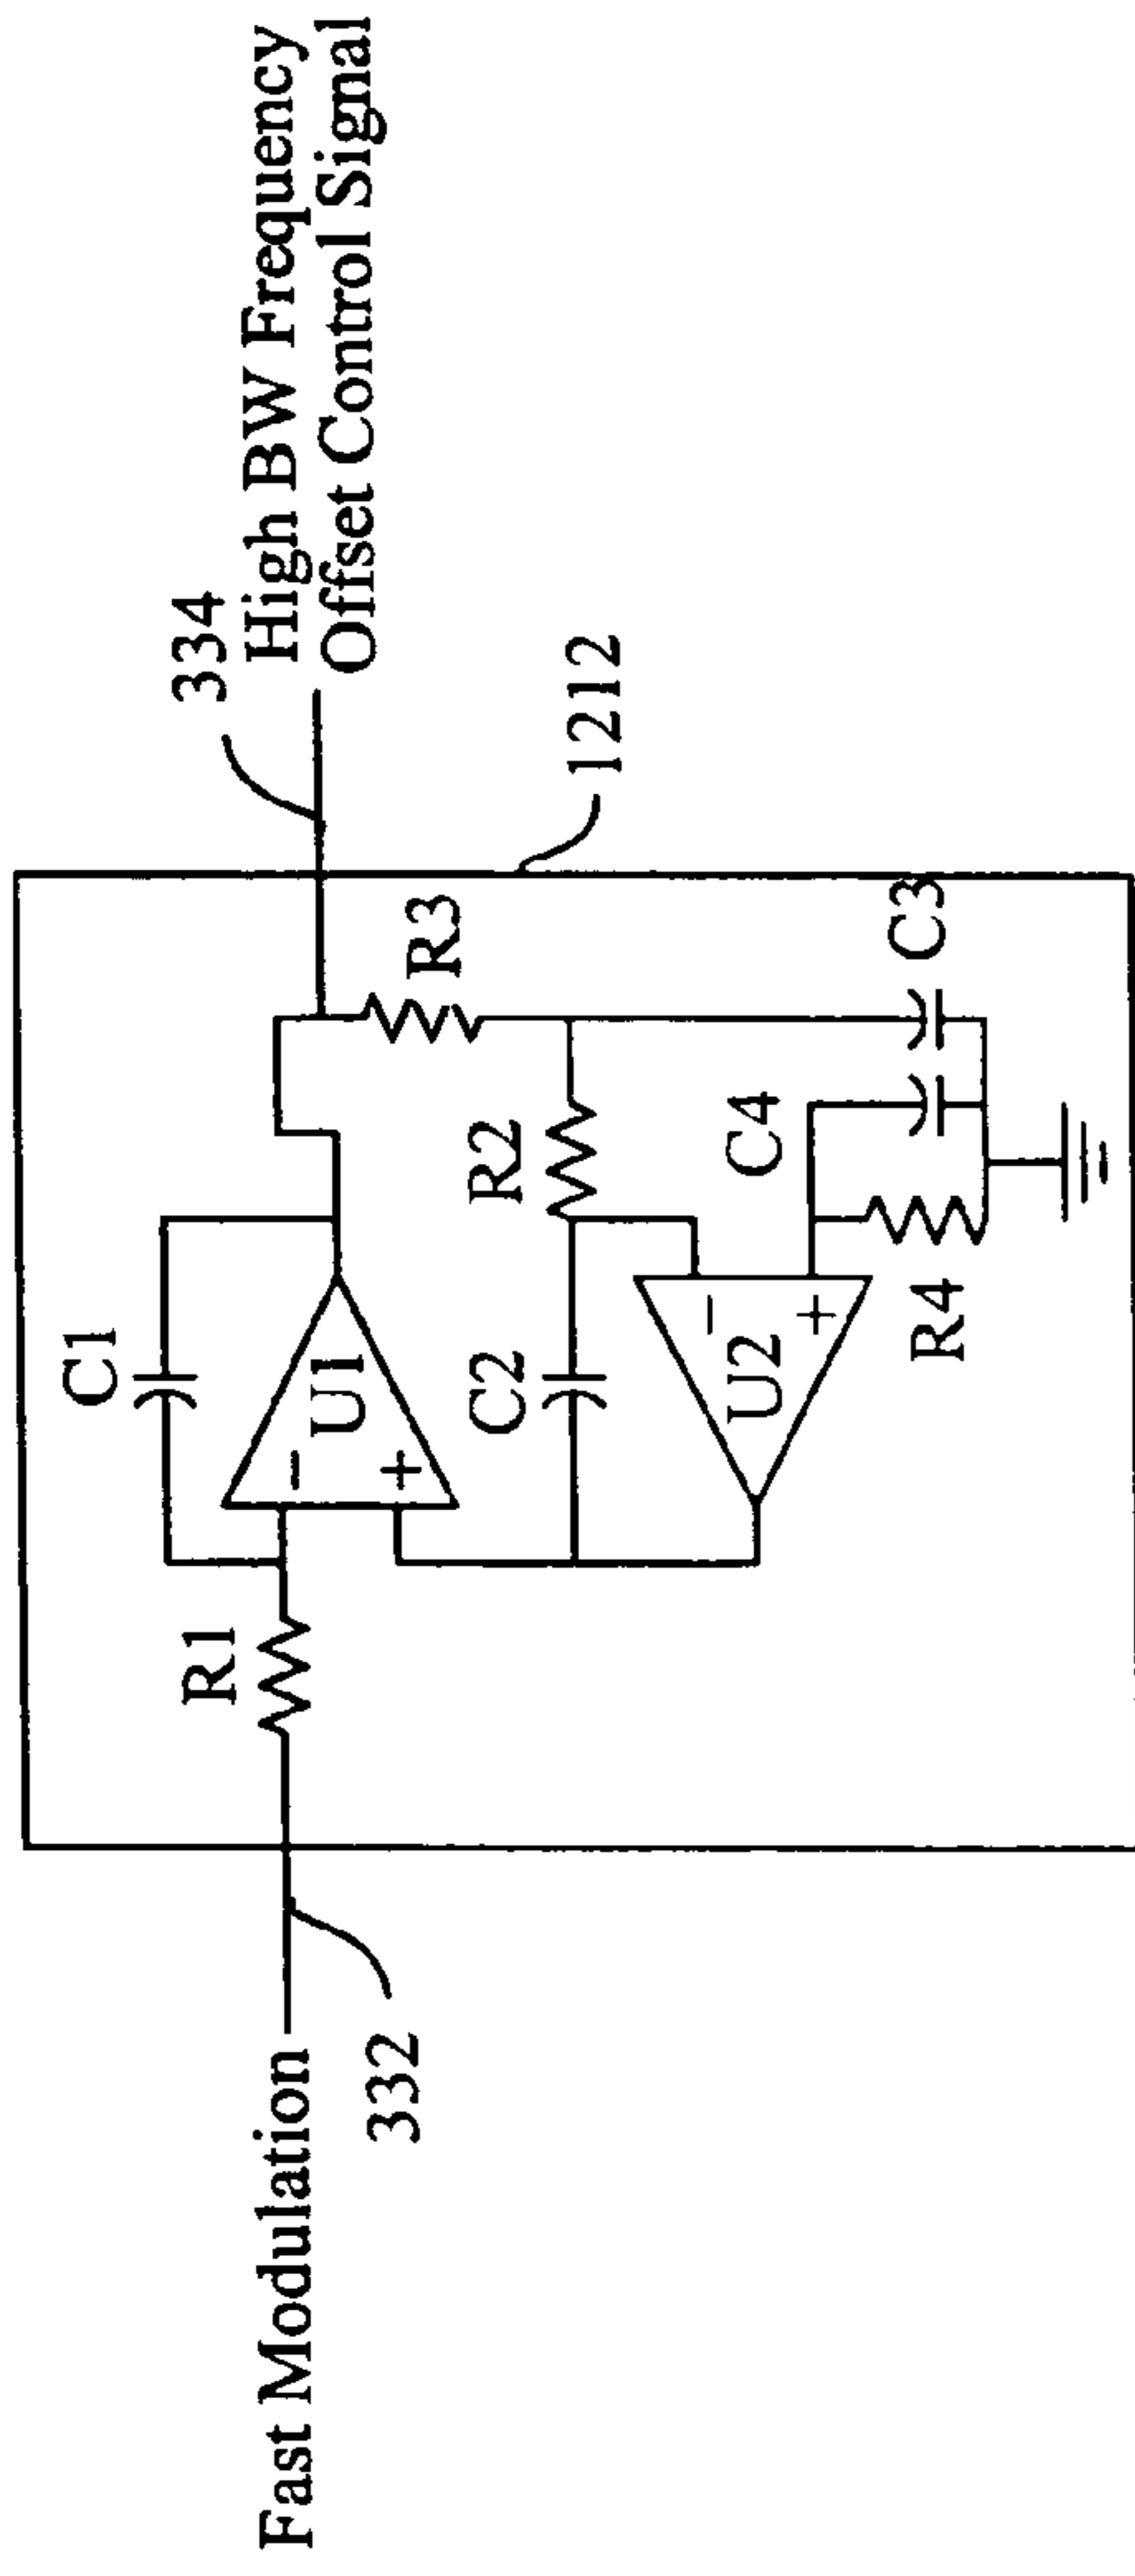 Fast Modulation
332
R1
C1
U1
−
+
334
High BW Frequency
Offset Control Signal
R3
R2
C2
U2
−
+
C4
C3
R4
1212